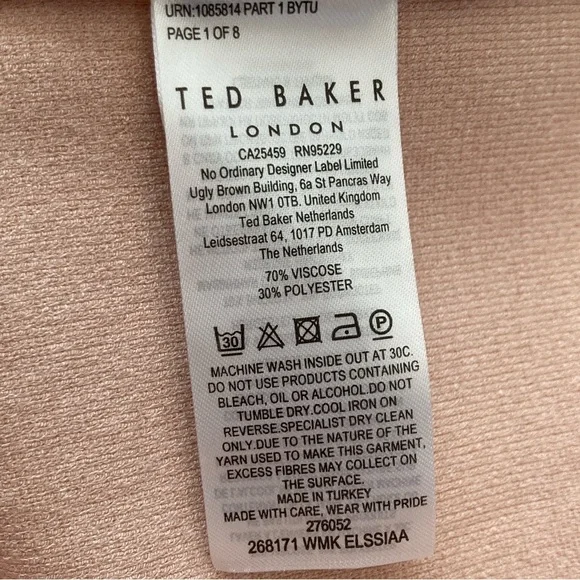 URN:1085814 PART 1 BYTU
PAGE 1 OF 8
TED BAKER
LONDON
CA25459 RN95229
No Ordinary Designer Label Limited
Ugly Brown Building, 6a St Pancras Way
London NW1 0TB. United Kingdom
Ted Baker Netherlands
Leidsestraat 64, 1017 PD Amsterdam
The Netherlands
70% VISCOSE
30% POLYESTER
30 P
MACHINE WASH INSIDE OUT AT 30C.
DO NOT USE PRODUCTS CONTAINING
BLEACH, OIL OR ALCOHOL.DO NOT
TUMBLE DRY.COOL IRON ON
REVERSE.SPECIALIST DRY CLEAN
ONLY.DUE TO THE NATURE OF THE
YARN USED TO MAKE THIS GARMENT,
EXCESS FIBRES MAY COLLECT ON
THE SURFACE.
MADE IN TURKEY
MADE WITH CARE, WEAR WITH PRIDE
276052
268171 WMK ELSSIAA